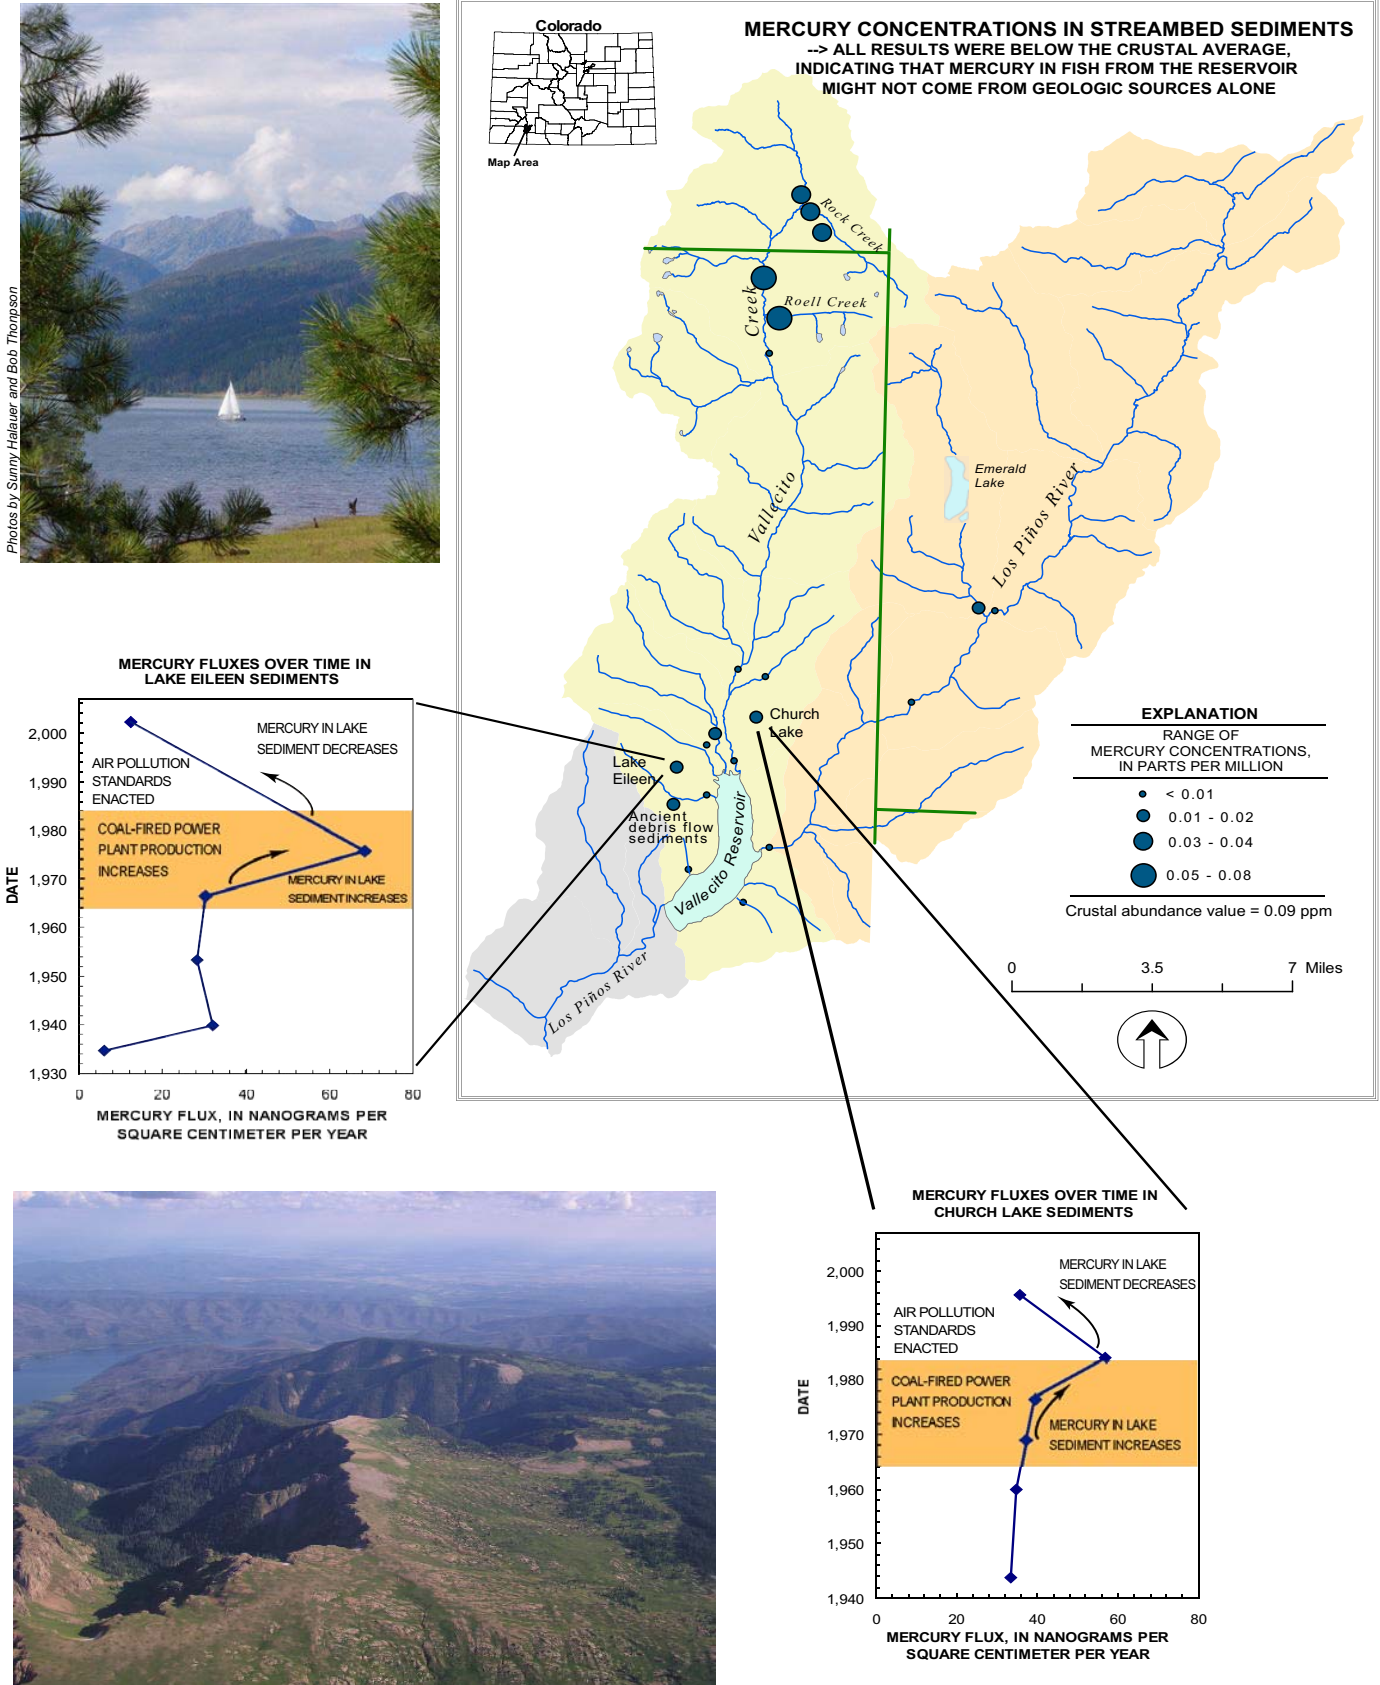 Colorado
Map Area
MERCURY CONCENTRATIONS IN STREAMBED SEDIMENTS
--> ALL RESULTS WERE BELOW THE CRUSTAL AVERAGE,
INDICATING THAT MERCURY IN FISH FROM THE RESERVOIR
MIGHT NOT COME FROM GEOLOGIC SOURCES ALONE
Photos by Sunny Halauer and Bob Thonpson
Rock Creek
Roell Creek
Vallecito Creek
Emerald
Lake
Los Piños River
Church
Lake
Lake
Eileen
Ancient
debris flow
sediments
Vallecito Reservoir
Los Piños River
EXPLANATION
RANGE OF
MERCURY CONCENTRATIONS,
IN PARTS PER MILLION
< 0.01
0.01 - 0.02
0.03 - 0.04
0.05 - 0.08
Crustal abundance value = 0.09 ppm
0 3.5 7 Miles
MERCURY FLUXES OVER TIME IN
LAKE EILEEN SEDIMENTS
DATE
2,000
1,990
1,980
1,970
1,960
1,950
1,940
1,930
MERCURY IN LAKE
SEDIMENT DECREASES
AIR POLLUTION
STANDARDS
ENACTED
COAL-FIRED POWER
PLANT PRODUCTION
INCREASES
MERCURY IN LAKE
SEDIMENT INCREASES
0 20 40 60 80
MERCURY FLUX, IN NANOGRAMS PER
SQUARE CENTIMETER PER YEAR
MERCURY FLUXES OVER TIME IN
CHURCH LAKE SEDIMENTS
DATE
2,000
1,990
1,980
1,970
1,960
1,950
1,940
MERCURY IN LAKE
SEDIMENT DECREASES
AIR POLLUTION
STANDARDS
ENACTED
COAL-FIRED POWER
PLANT PRODUCTION
INCREASES
MERCURY IN LAKE
SEDIMENT INCREASES
0 20 40 60 80
MERCURY FLUX, IN NANOGRAMS PER
SQUARE CENTIMETER PER YEAR